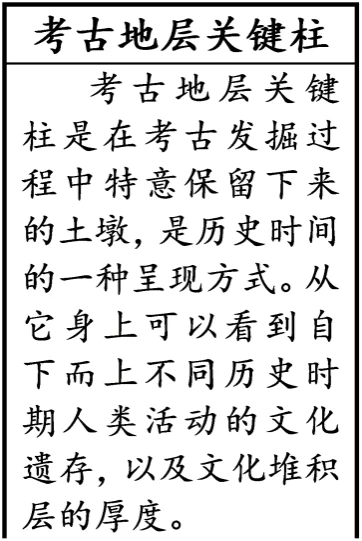 考古地层关键柱
考古地层关键
柱是在考古发掘过
程中特意保留下来
的土墩，是历史时间
的一种呈现方式。从
它身上可以看到自
下而上不同历史时
期人类活动的文化
遗存，以及文化堆积
层的厚度。